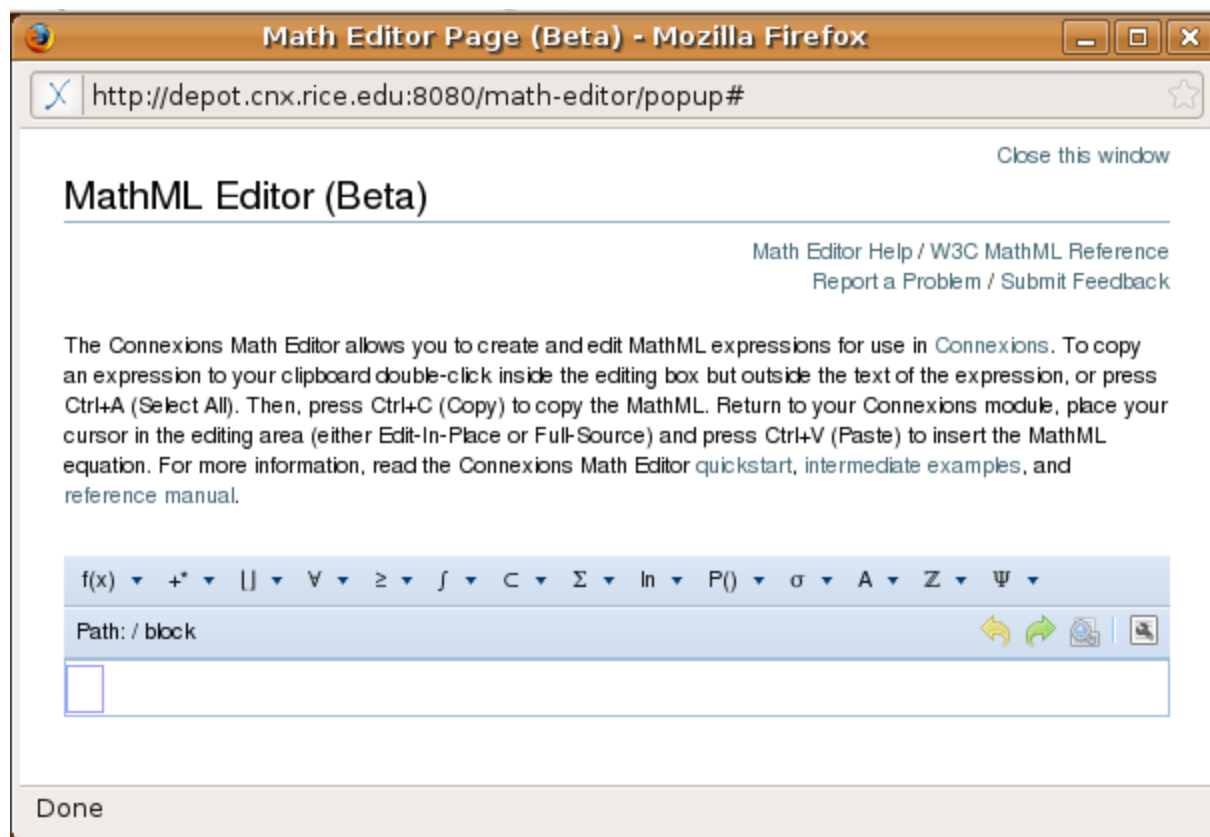 Math Editor Page (Beta) - Mozilla Firefox
http://depot.cnx.rice.edu:8080/math-editor/popup#
Close this window
MathML Editor (Beta)
Math Editor Help / W3C MathML Reference
Report a Problem / Submit Feedback
The Connexions Math Editor allows you to create and edit MathML expressions for use in Connexions. To copy
an expression to your clipboard double-click inside the editing box but outside the text of the expression, or press
Ctrl+A (Select All). Then, press Ctrl+C (Copy) to copy the MathML. Return to your Connexions module, place your
cursor in the editing area (either Edit-In-Place or Full-Source) and press Ctrl+V (Paste) to insert the MathML
equation. For more information, read the Connexions Math Editor quickstart, intermediate examples, and
reference manual.
f(x) +* ⌊⌋ ∀ ≥ ∫ ⊂ Σ ln P() σ A ℤ Ψ
Path: / block
Done